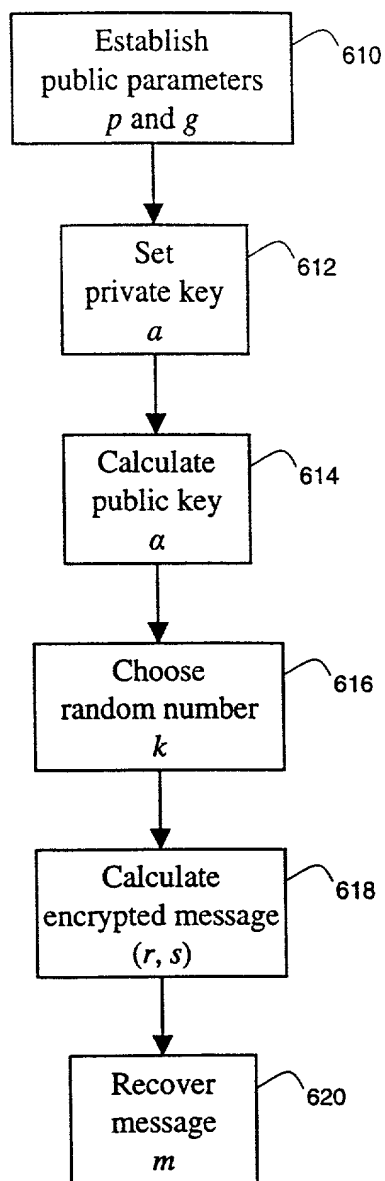 Establish
public parameters
p and g
610
Set
private key
a
612
Calculate
public key
α
614
Choose
random number
k
616
Calculate
encrypted message
(r, s)
618
Recover
message
m
620